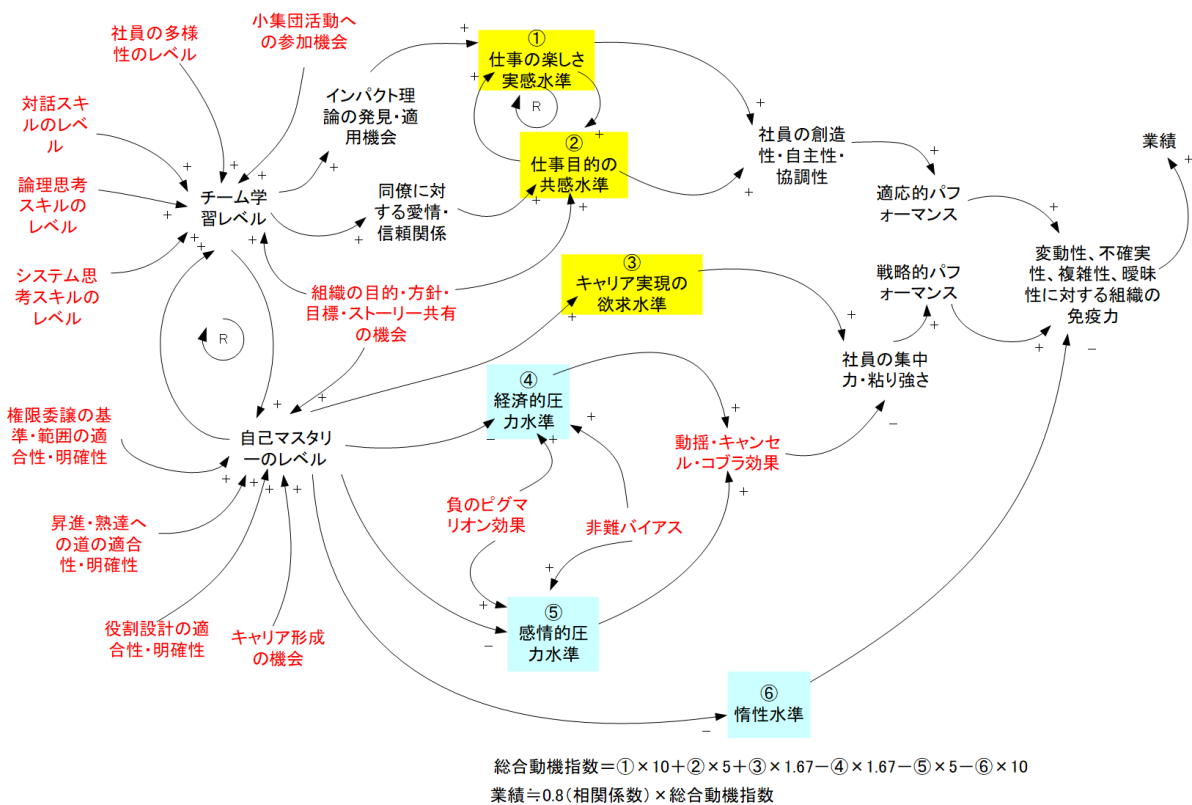 社員の多様
性のレベル
小集団活動へ
の参加機会
対話スキ
ルのレベ
ル
論理思考
スキルの
レベル
システム思
考スキルの
レベル
チーム学
習レベル
インパクト理
論の発見・適
用機会
同僚に対
する愛情・
信頼関係
組織の目的・方針・
目標・ストーリー共有
の機会
①
仕事の楽しさ
実感水準
R
②
仕事目的の
共感水準
③
キャリア実現の
欲求水準
社員の創造
性・自主性・
協調性
適応的パフ
ォーマンス
戦略的パフ
ォーマンス
業績
変動性、不確実
性、複雑性、曖昧
性に対する組織の
免疫力
社員の集中
力・粘り強さ
R
権限委譲の基
準・範囲の適
合性・明確性
自己マスタリ
ーのレベル
昇進・熟達へ
の道の適合
性・明確性
役割設計の適
合性・明確性
キャリア形成
の機会
④
経済的圧
力水準
動揺・キャンセ
ル・コブラ効果
負のピグマ
リオン効果
非難バイアス
⑤
感情的圧
力水準
⑥
惰性水準
総合動機指数＝①×10＋②×5＋③×1.67－④×1.67－⑤×5－⑥×10
業績≒0.8（相関係数）×総合動機指数